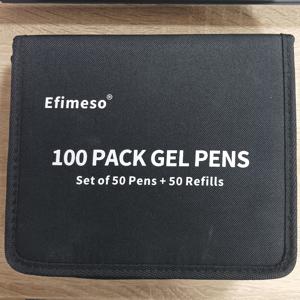 Efimeso®
100 PACK GEL PENS
Set of 50 Pens + 50 Refills